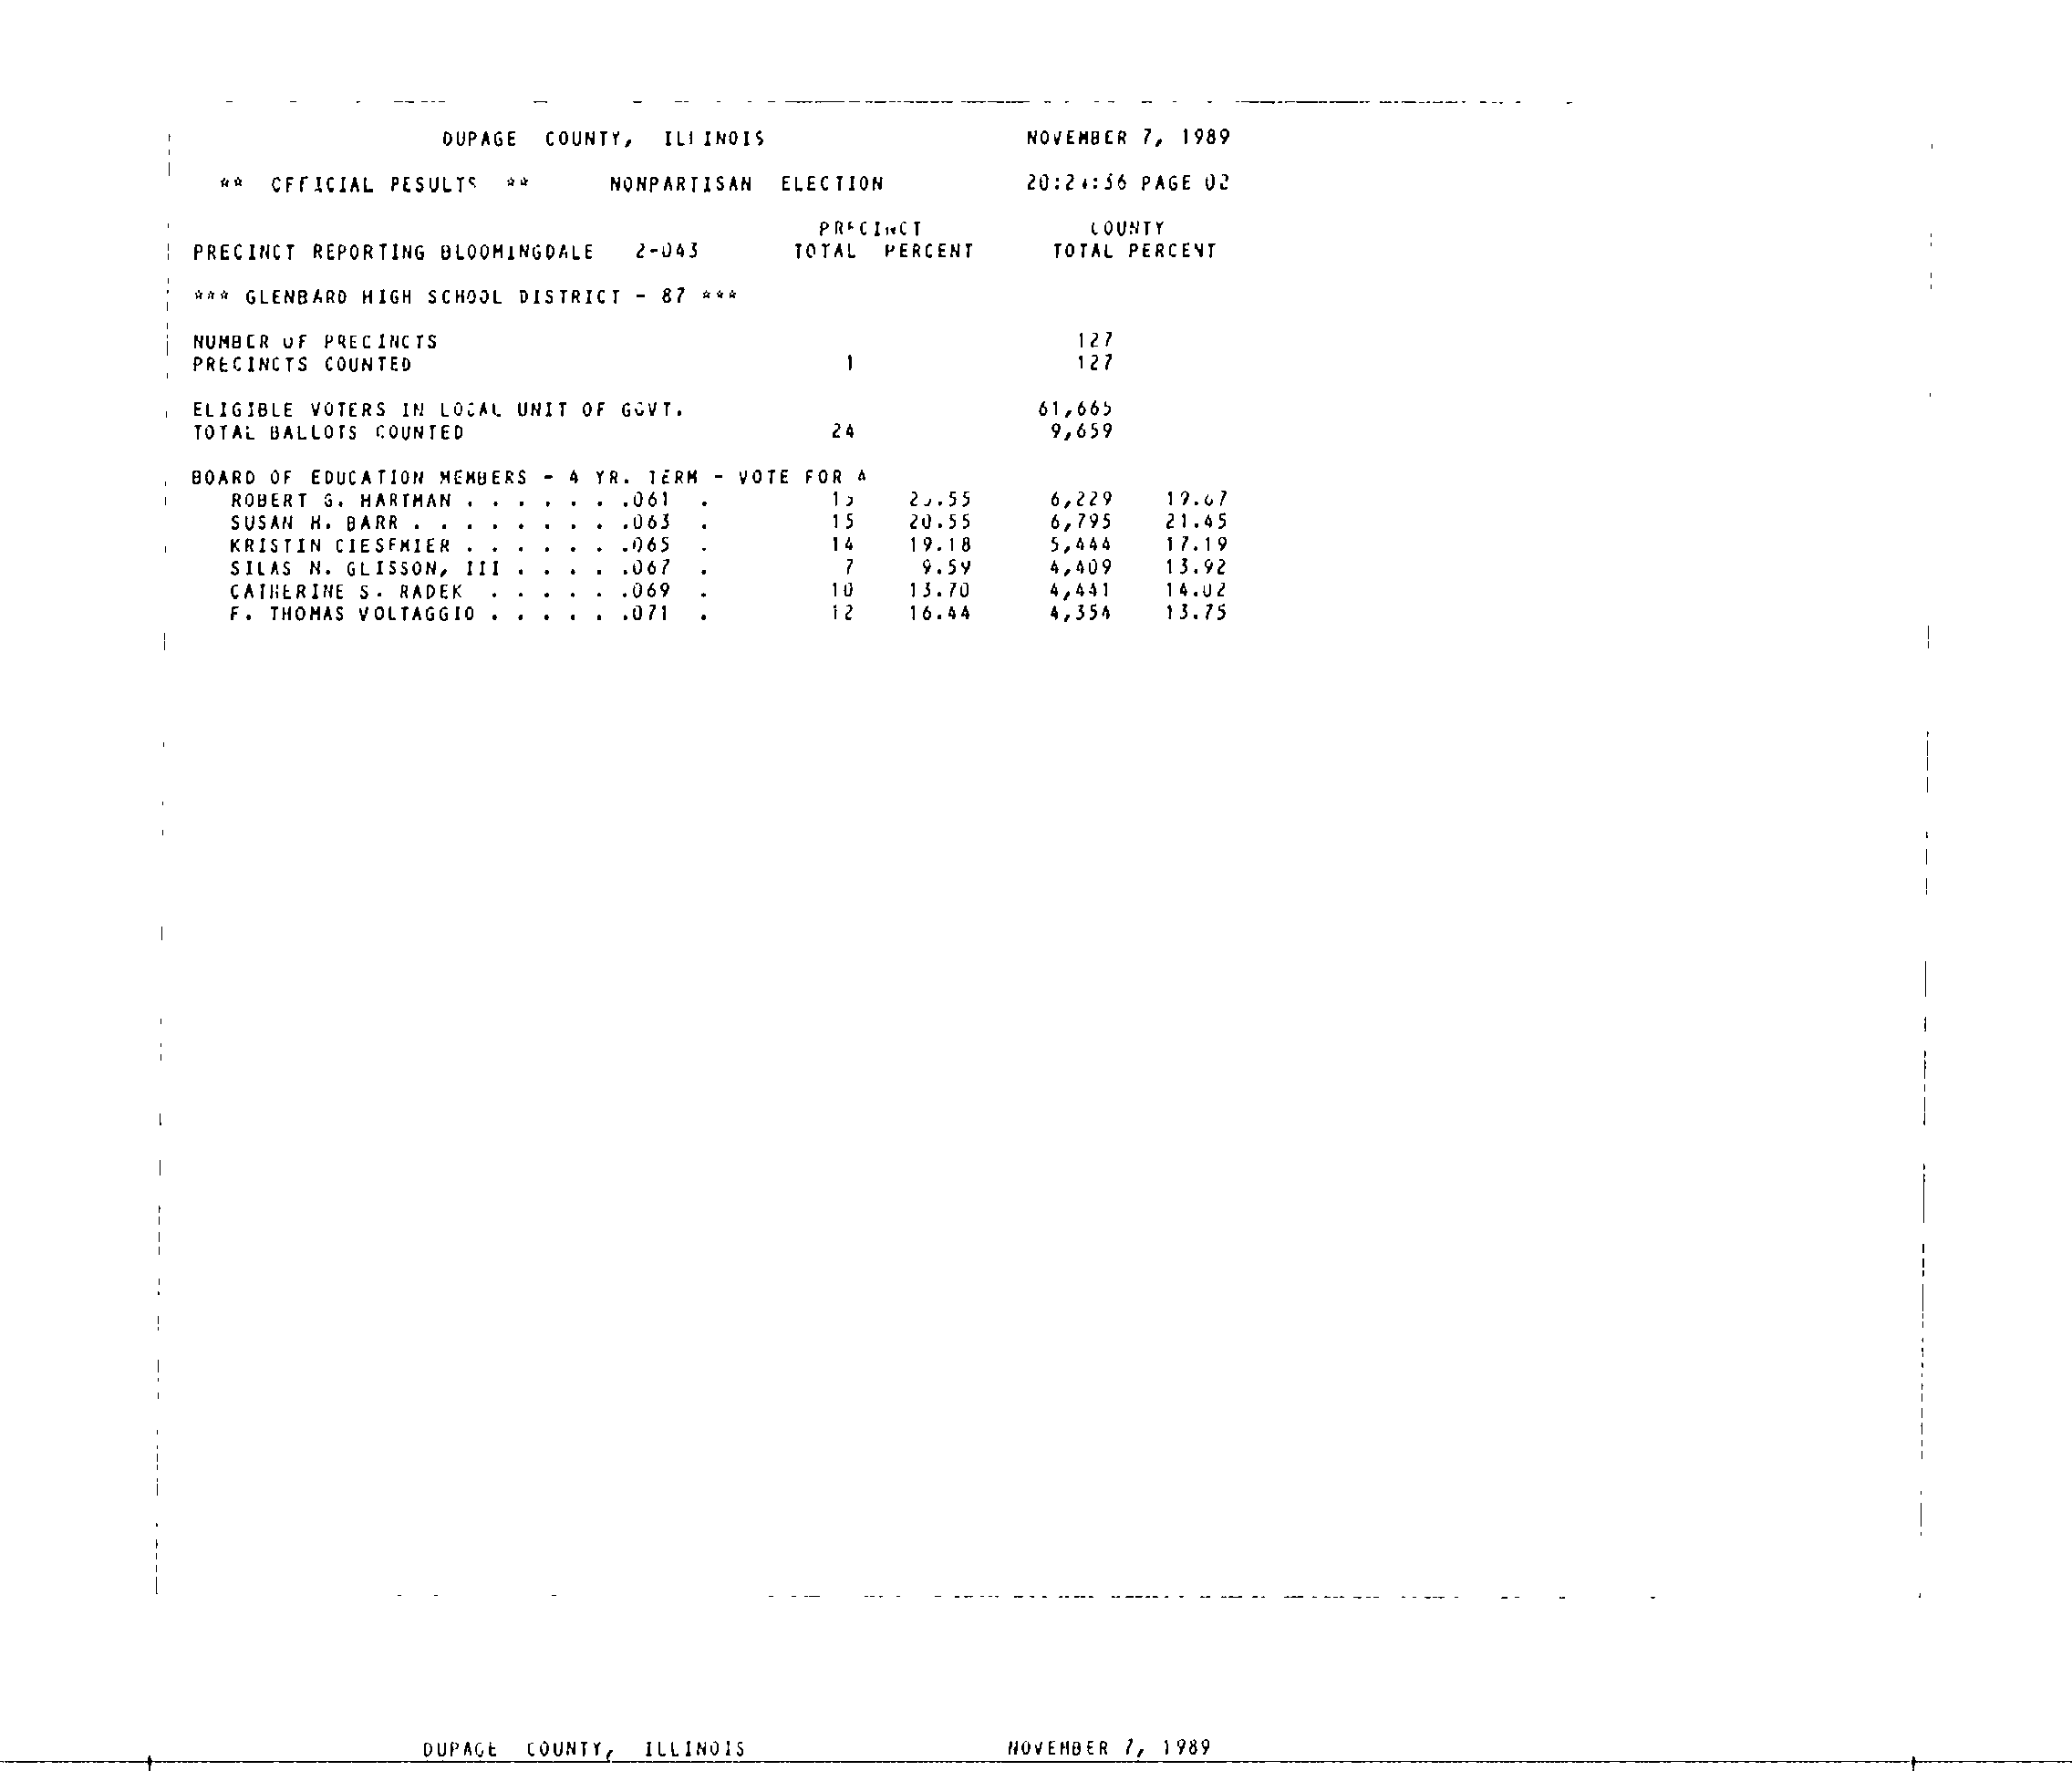 DUPAGE COUNTY, ILLINOIS NOVEMBER 7, 1989
** OFFICIAL RESULTS ** NONPARTISAN ELECTION PAGE 02
PRECINCT COUNTY
PRECINCT REPORTING BLOOMINGDALE 2-043 TOTAL PERCENT TOTAL PERCENT
*** GLENBARD HIGH SCHOOL DISTRICT - 87 ***
NUMBER OF PRECINCTS 127
PRECINCTS COUNTED 1 127
ELIGIBLE VOTERS IN LOCAL UNIT OF GOVT. 61,665
TOTAL BALLOTS COUNTED 24 9,659
BOARD OF EDUCATION MEMBERS - 4 YR. TERM - VOTE FOR 4
ROBERT G. HARTMAN . . . . . . .061 . 15 20.55 6,229 19.67
SUSAN H. BARR . . . . . . . . .063 . 15 20.55 6,795 21.45
KRISTIN CIESEMIER . . . . . . .065 . 14 19.18 5,444 17.19
SILAS N. GLISSON, III . . . . .067 . 7 9.59 4,409 13.92
CATHERINE S. RADEK . . . . . .069 . 10 13.70 4,441 14.02
F. THOMAS VOLTAGGIO . . . . . .071 . 12 16.44 4,354 13.75
DUPAGE COUNTY, ILLINOIS NOVEMBER 7, 1989